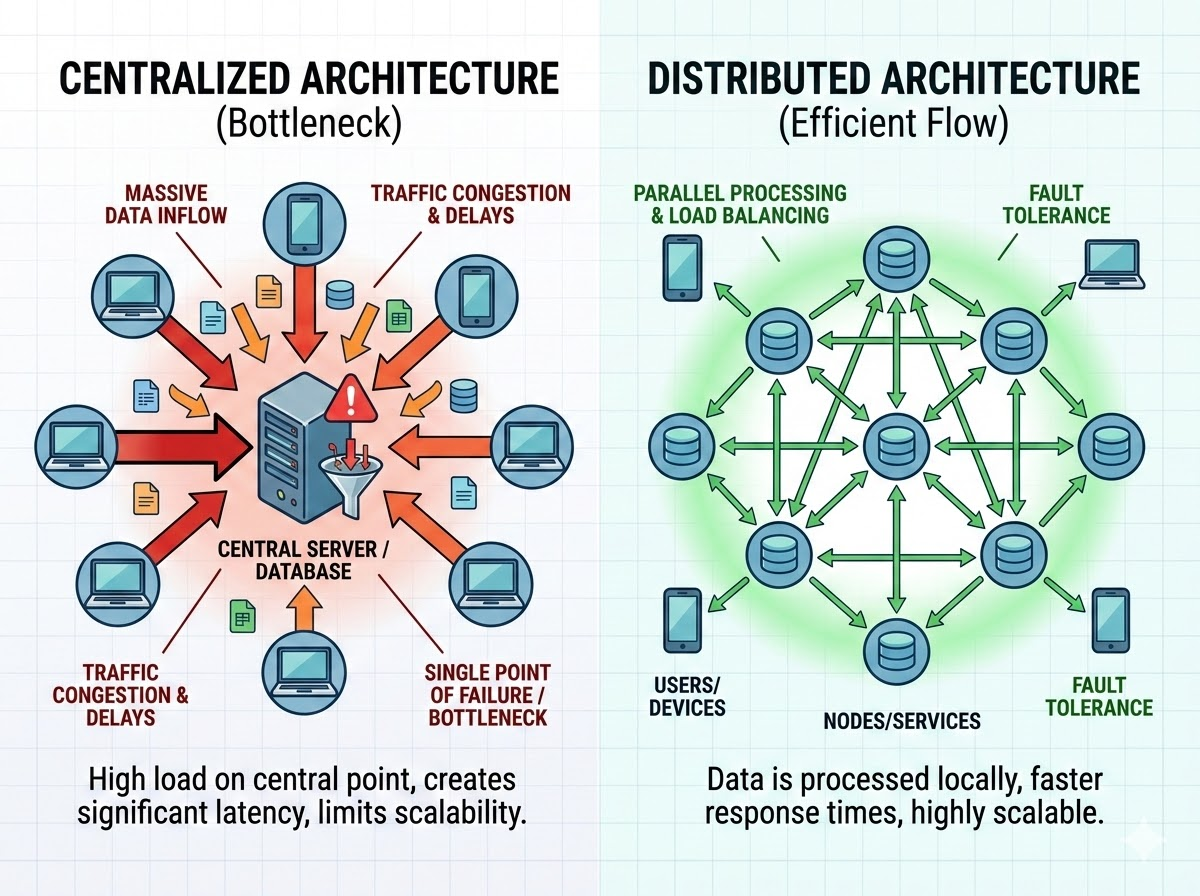 CENTRALIZED ARCHITECTURE
(Bottleneck)
MASSIVE
DATA INFLOW
TRAFFIC CONGESTION
& DELAYS
CENTRAL SERVER /
DATABASE
TRAFFIC
CONGESTION &
DELAYS
SINGLE POINT
OF FAILURE /
BOTTLENECK
High load on central point, creates
significant latency, limits scalability.
DISTRIBUTED ARCHITECTURE
(Efficient Flow)
PARALLEL PROCESSING
& LOAD BALANCING
FAULT
TOLERANCE
USERS/
DEVICES
NODES/SERVICES
FAULT
TOLERANCE
Data is processed locally, faster
response times, highly scalable.